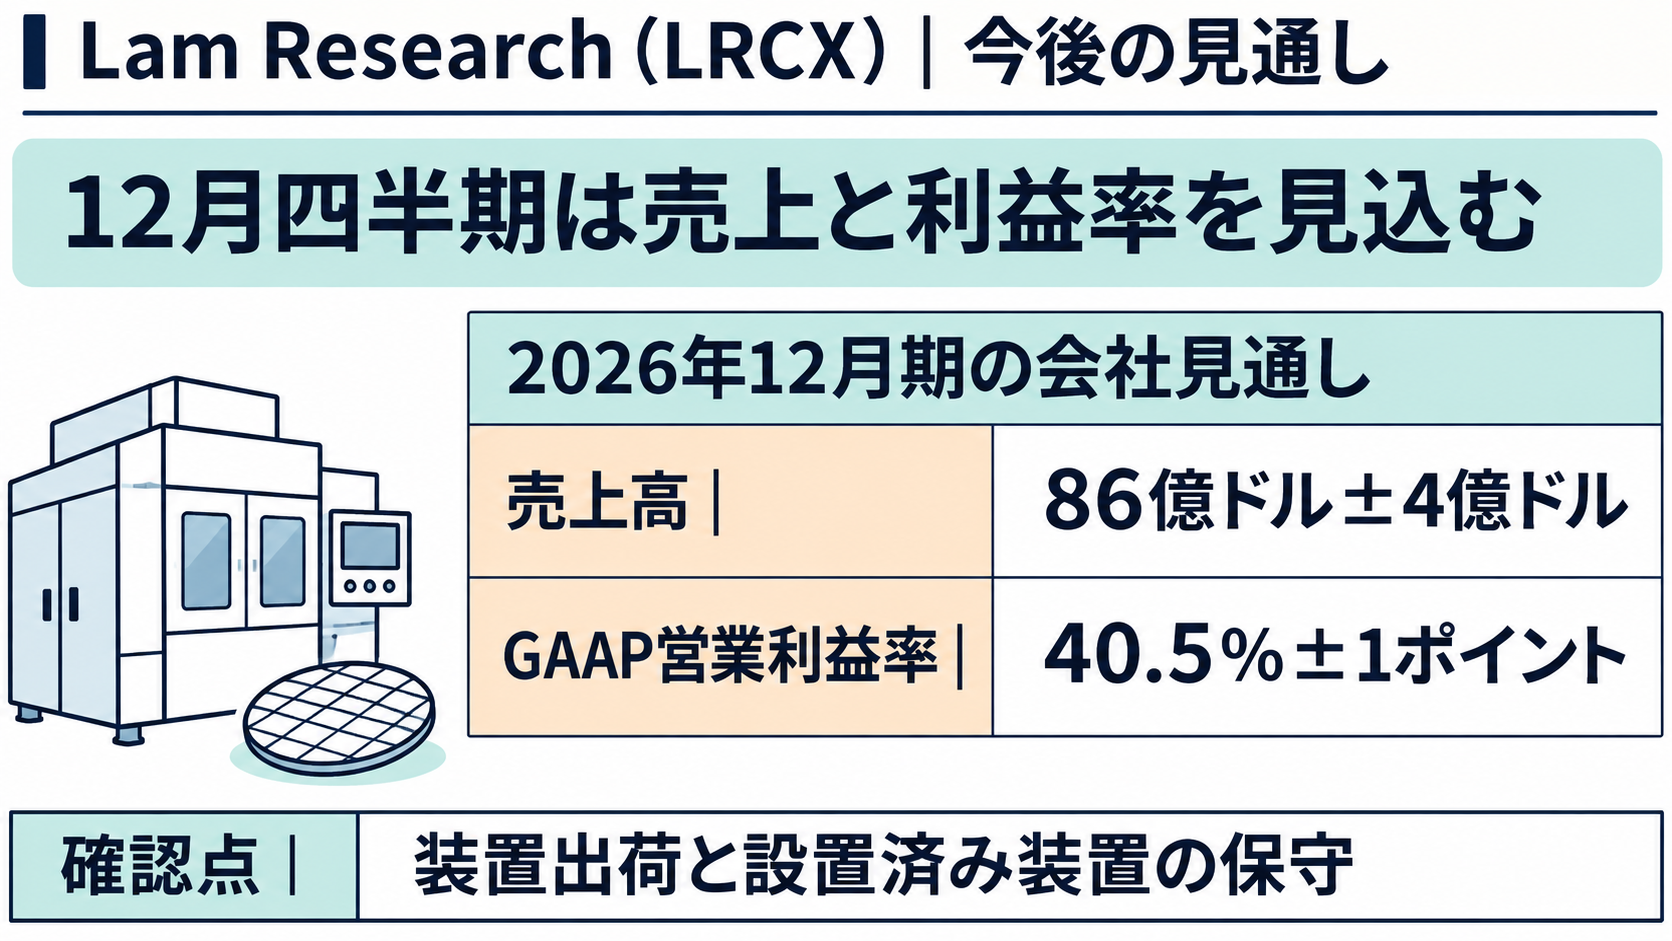 Lam Research（LRCX）｜今後の見通し
12月四半期は売上と利益率を見込む
2026年12月期の会社見通し
売上高｜ 86億ドル±4億ドル
GAAP営業利益率｜ 40.5%±1ポイント
確認点｜ 装置出荷と設置済み装置の保守